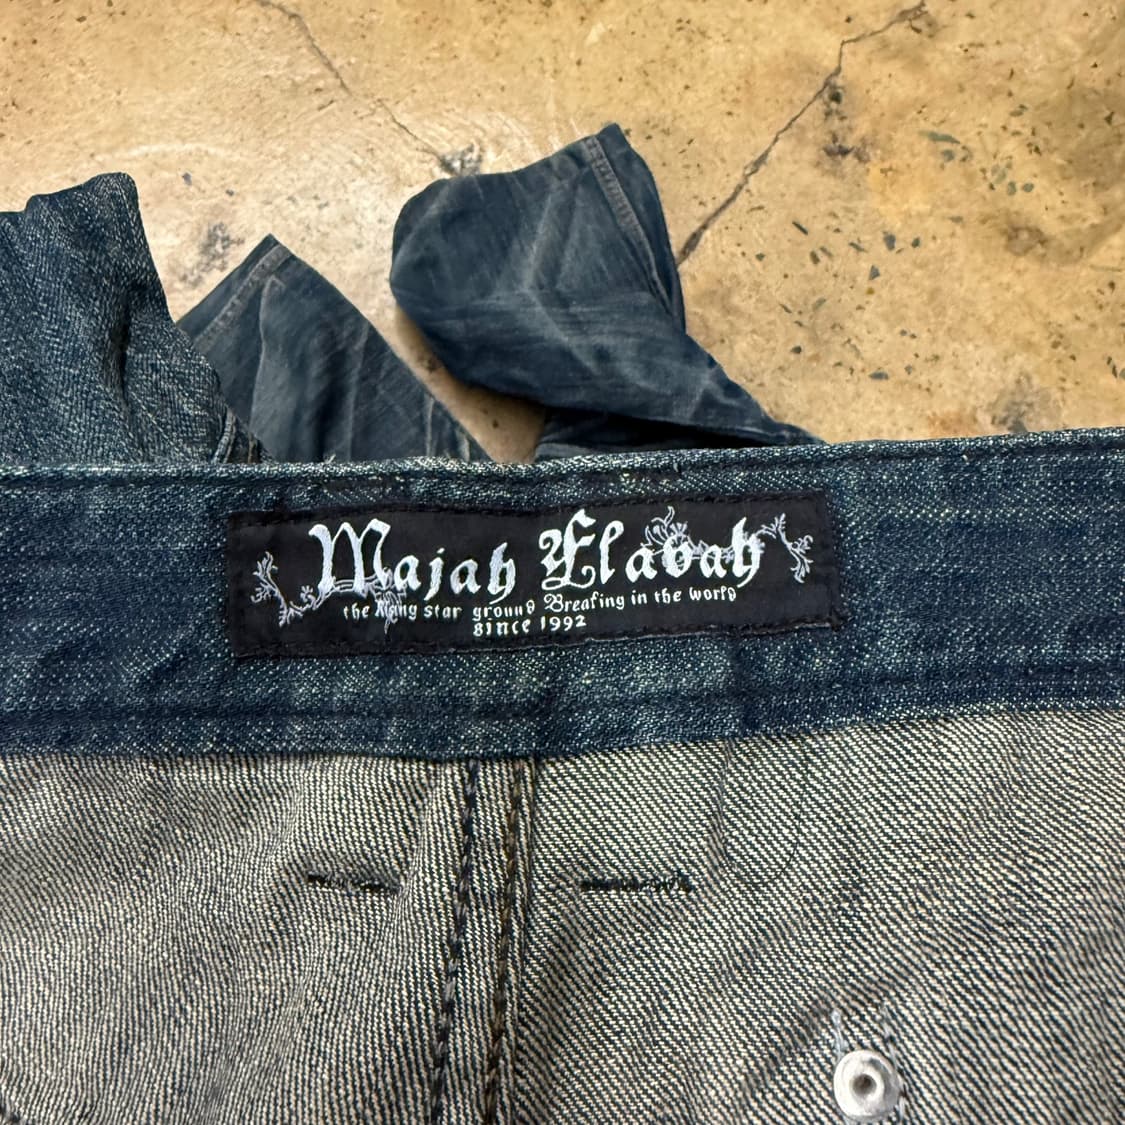 Majah Flavah
the Rising star ground Breaking in the world
since 1992